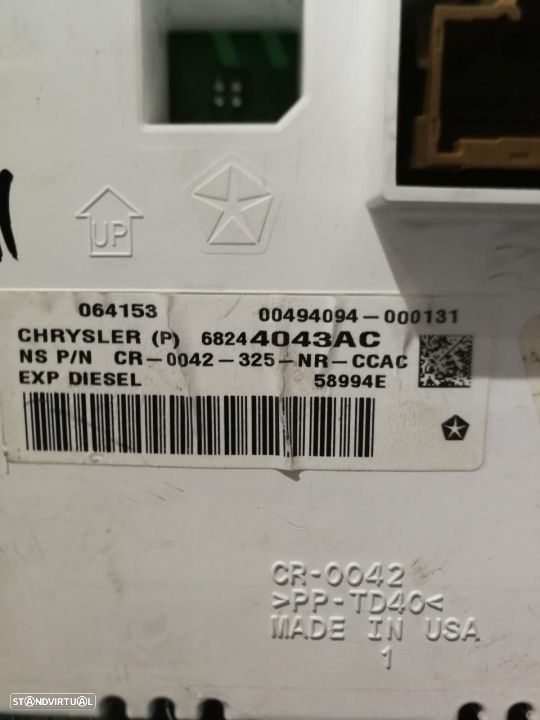 UP
064153 00494094-000131
CHRYSLER (P) 68244043AC
NS P/N CR-0042-325-NR-CCAC
EXP DIESEL 58994E
CR-0042
>PP-TD40<
MADE IN USA
1
STANDVIRTUAL